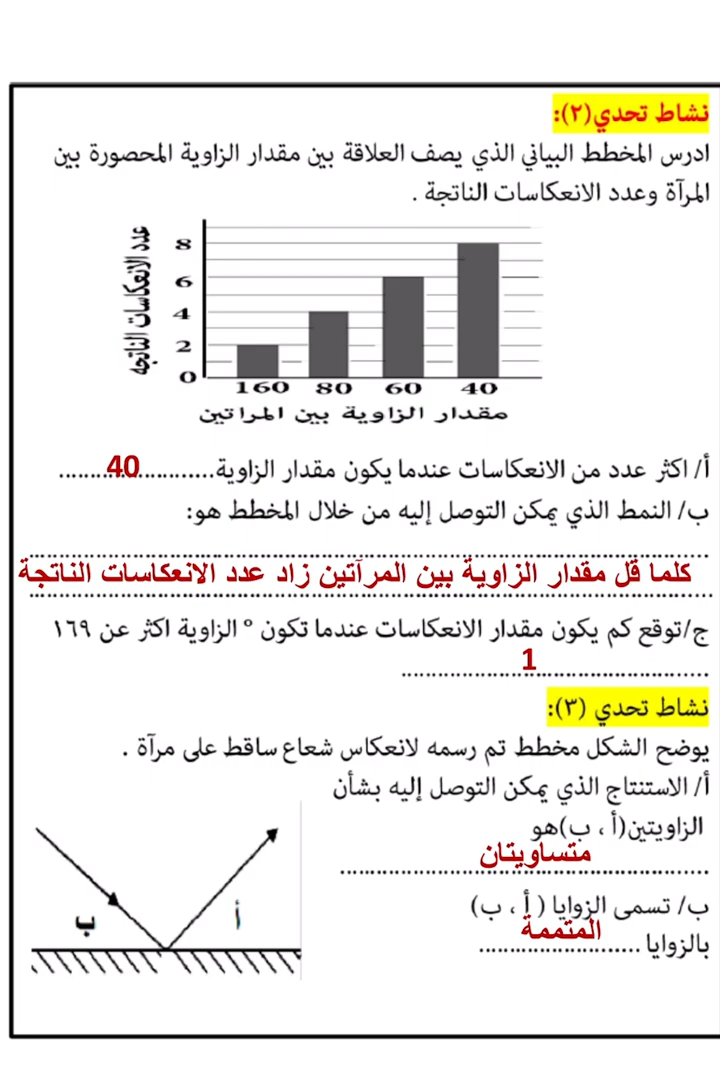 نشاط تحدي(٢):
ادرس المخطط البياني الذي يصف العلاقة بين مقدار الزاوية المحصورة بين
المرآة وعدد الانعكاسات الناتجة .
عدد الانعكاسات الناتجه
8
6
4
2
0
160 80 60 40
مقدار الزاوية بين المراتين
أ/ اكثر عدد من الانعكاسات عندما يكون مقدار الزاوية.......40.......
ب/ النمط الذي يمكن التوصل إليه من خلال المخطط هو:
كلما قل مقدار الزاوية بين المرآتين زاد عدد الانعكاسات الناتجة
ج/توقع كم يكون مقدار الانعكاسات عندما تكون ° الزاوية اكثر عن ١٦٩
1
نشاط تحدي (٣):
يوضح الشكل مخطط تم رسمه لانعكاس شعاع ساقط على مرآة .
أ/ الاستنتاج الذي يمكن التوصل إليه بشأن
الزاويتين(أ ، ب)هو
متساويتان
ب/ تسمى الزوايا ( أ ، ب)
بالزوايا المتممة
ب
أ